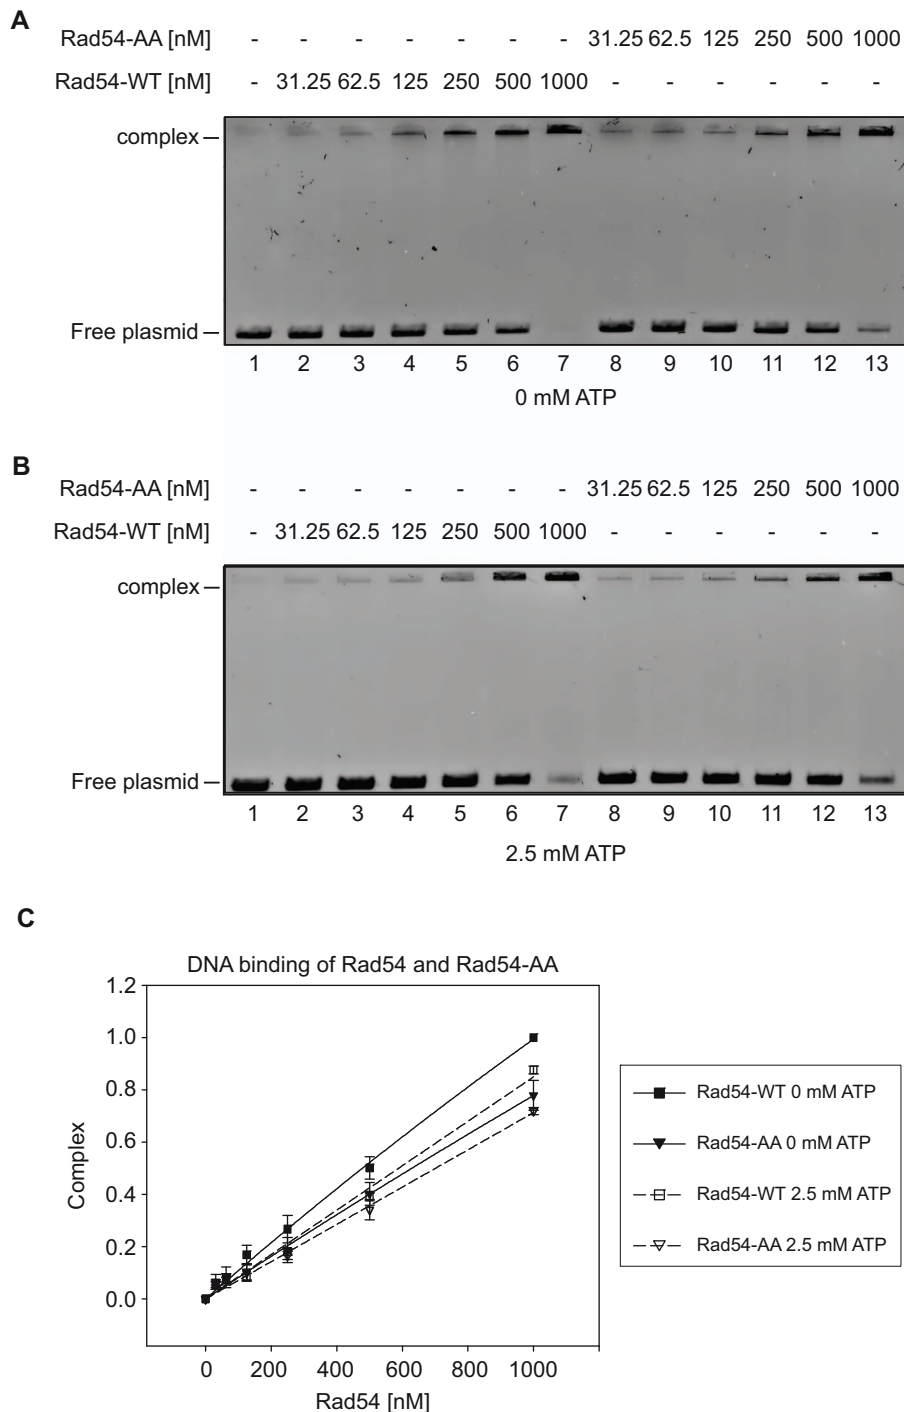 A
Rad54-AA [nM] - - - - - - - 31.25 62.5 125 250 500 1000
Rad54-WT [nM] - 31.25 62.5 125 250 500 1000 - - - - - -
complex
Free plasmid
1 2 3 4 5 6 7 8 9 10 11 12 13
0 mM ATP
B
Rad54-AA [nM] - - - - - - - 31.25 62.5 125 250 500 1000
Rad54-WT [nM] - 31.25 62.5 125 250 500 1000 - - - - - -
complex
Free plasmid
1 2 3 4 5 6 7 8 9 10 11 12 13
2.5 mM ATP
C
DNA binding of Rad54 and Rad54-AA
1.2
1.0
0.8
0.6
0.4
0.2
0.0
Complex
0 200 400 600 800 1000
Rad54 [nM]
Rad54-WT 0 mM ATP
Rad54-AA 0 mM ATP
Rad54-WT 2.5 mM ATP
Rad54-AA 2.5 mM ATP